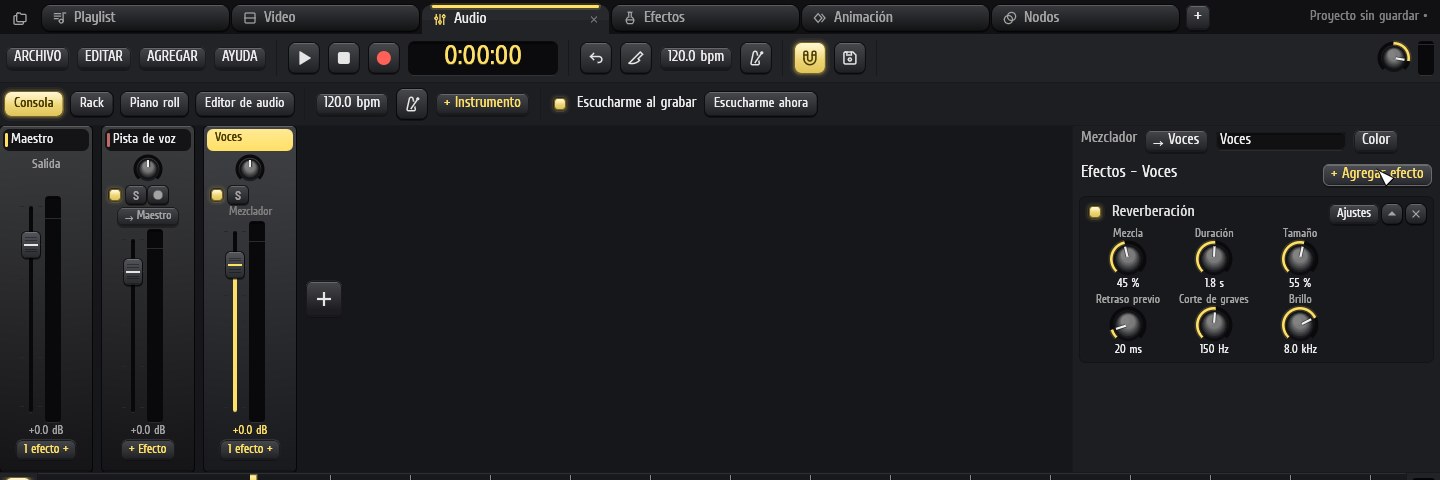 Playlist
Video
Audio
Efectos
Animación
Nodos
Proyecto sin guardar •
ARCHIVO
EDITAR
AGREGAR
AYUDA
0:00:00
120.0 bpm
Consola
Rack
Piano roll
Editor de audio
120.0 bpm
+ Instrumento
Escucharme al grabar
Escucharme ahora
Maestro
Pista de voz
Voces
Mezclador
→ Voces
Voces
Color
Salida
Efectos - Voces
+ Agregar efecto
S
S
→ Maestro
Mezclador
Reverberación
Ajustes
Mezcla
Duración
Tamaño
45 %
1.8 s
55 %
Retraso previo
Corte de graves
Brillo
20 ms
150 Hz
8.0 kHz
+0.0 dB
+0.0 dB
+0.0 dB
1 efecto +
+ Efecto
1 efecto +